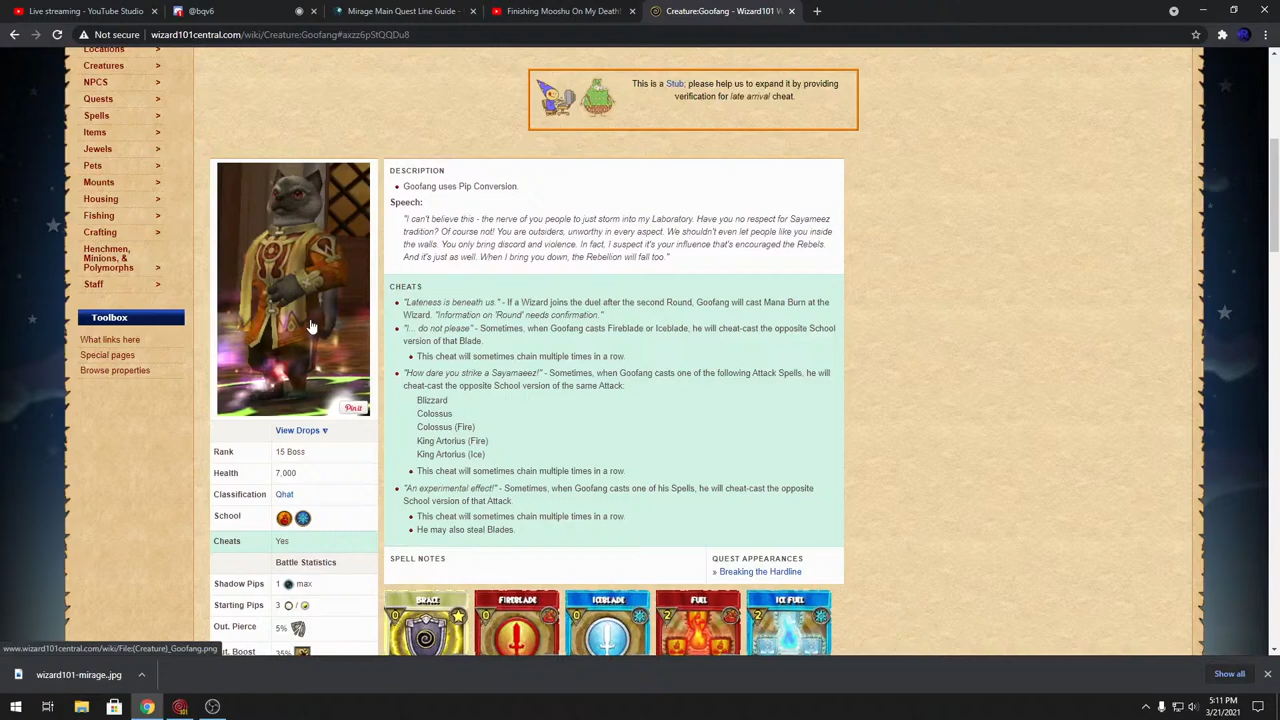 Live streaming - YouTube Studio
@bqv6
Mirage Main Quest Line Guide -
Finishing Mooshu On My Death
Creature:Goofang - Wizard101 W
Not secure | wizard101central.com/wiki/Creature:Goofang#axzz6pStQQDu8
Locations
Creatures >
NPCS >
Quests >
Spells >
Items >
Jewels >
Pets >
Mounts >
Housing >
Fishing >
Crafting >
Henchmen,
Minions, &
Polymorphs >
Staff >
Toolbox
What links here
Special pages
Browse properties
This is a Stub; please help us to expand it by providing
verification for late arrival cheat.
Pin it
View Drops
Rank 15 Boss
Health 7,000
Classification Qhat
School
Cheats Yes
Battle Statistics
Shadow Pips 1 max
Starting Pips 3 /
Out. Pierce 5%
Out. Boost 35%
DESCRIPTION
Goofang uses Pip Conversion.
Speech:
"I can't believe this - the nerve of you people to just storm into my Laboratory. Have you no respect for Sayameez
tradition? Of course not! You are outsiders, unworthy in every aspect. We shouldn't even let people like you inside
the walls. You only bring discord and violence. In fact, I suspect it's your influence that's encouraged the Rebels.
And it's just as well. When I bring you down, the Rebellion will fall too."
CHEATS
"Lateness is beneath us." - If a Wizard joins the duel after the second Round, Goofang will cast Mana Burn at the
Wizard. "Information on 'Round' needs confirmation."
"I... do not please" - Sometimes, when Goofang casts Fireblade or Iceblade, he will cheat-cast the opposite School
version of that Blade.
This cheat will sometimes chain multiple times in a row.
"How dare you strike a Sayamaeez!" - Sometimes, when Goofang casts one of the following Attack Spells, he will
cheat-cast the opposite School version of the same Attack:
Blizzard
Colossus
Colossus (Fire)
King Artorius (Fire)
King Artorius (Ice)
This cheat will sometimes chain multiple times in a row.
"An experimental effect!" - Sometimes, when Goofang casts one of his Spells, he will cheat-cast the opposite
School version of that Attack.
This cheat will sometimes chain multiple times in a row.
He may also steal Blades.
SPELL NOTES
QUEST APPEARANCES
» Breaking the Hardline
0 FIREBLADE
0 ICEBLADE
2 FUEL
2 ICE FUEL
www.wizard101central.com/wiki/File:(Creature)_Goofang.png
wizard101-mirage..jpg
Show all
5:11 PM
3/21/2021